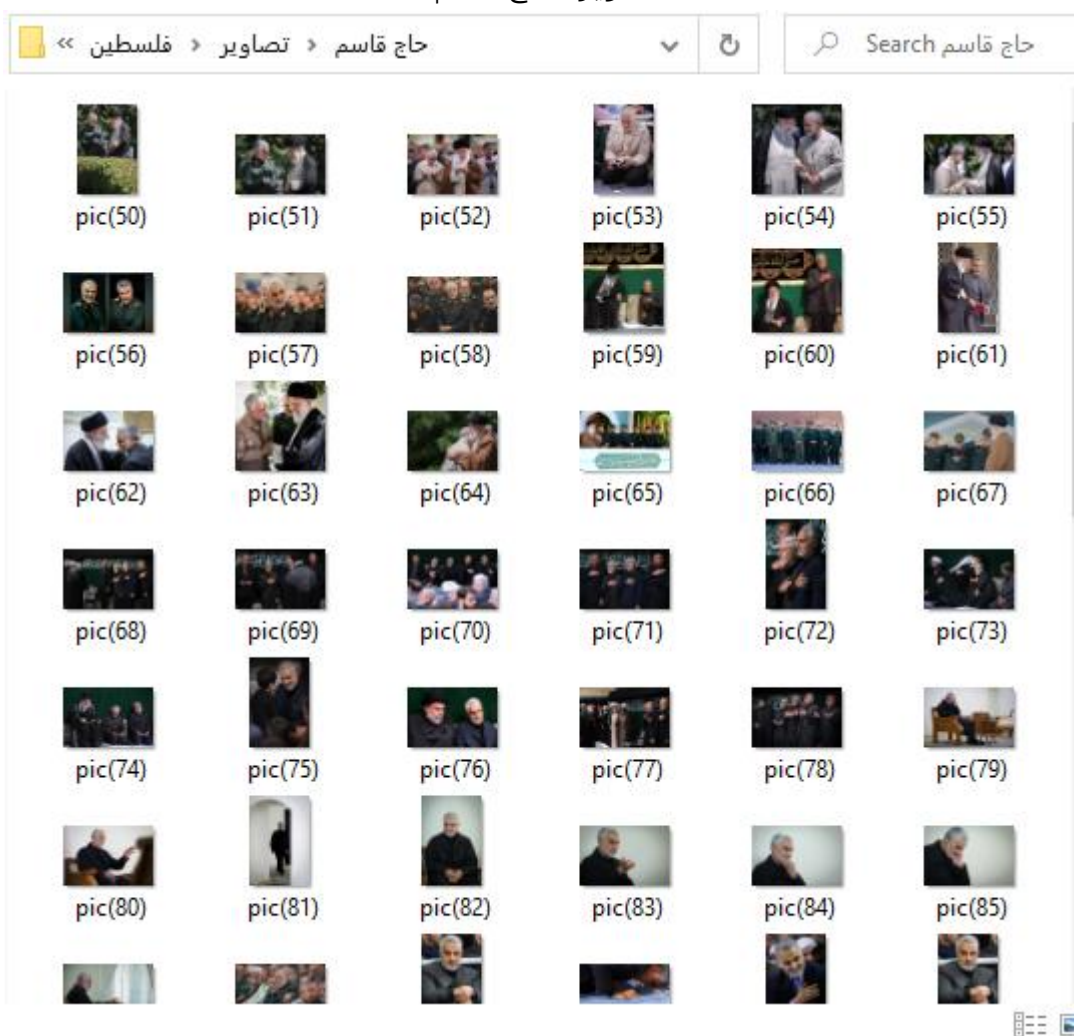 « فلسطین › تصاویر › حاج قاسم
Search حاج قاسم
pic(50) pic(51) pic(52) pic(53) pic(54) pic(55)
pic(56) pic(57) pic(58) pic(59) pic(60) pic(61)
pic(62) pic(63) pic(64) pic(65) pic(66) pic(67)
pic(68) pic(69) pic(70) pic(71) pic(72) pic(73)
pic(74) pic(75) pic(76) pic(77) pic(78) pic(79)
pic(80) pic(81) pic(82) pic(83) pic(84) pic(85)